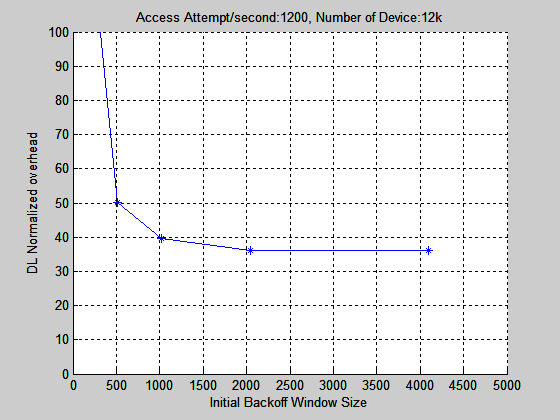 Access Attempt/second:1200, Number of Device:12k
100
90
80
70
60
50
40
30
20
10
0
DL Normalized overhead
0 500 1000 1500 2000 2500 3000 3500 4000 4500 5000
Initial Backoff Window Size